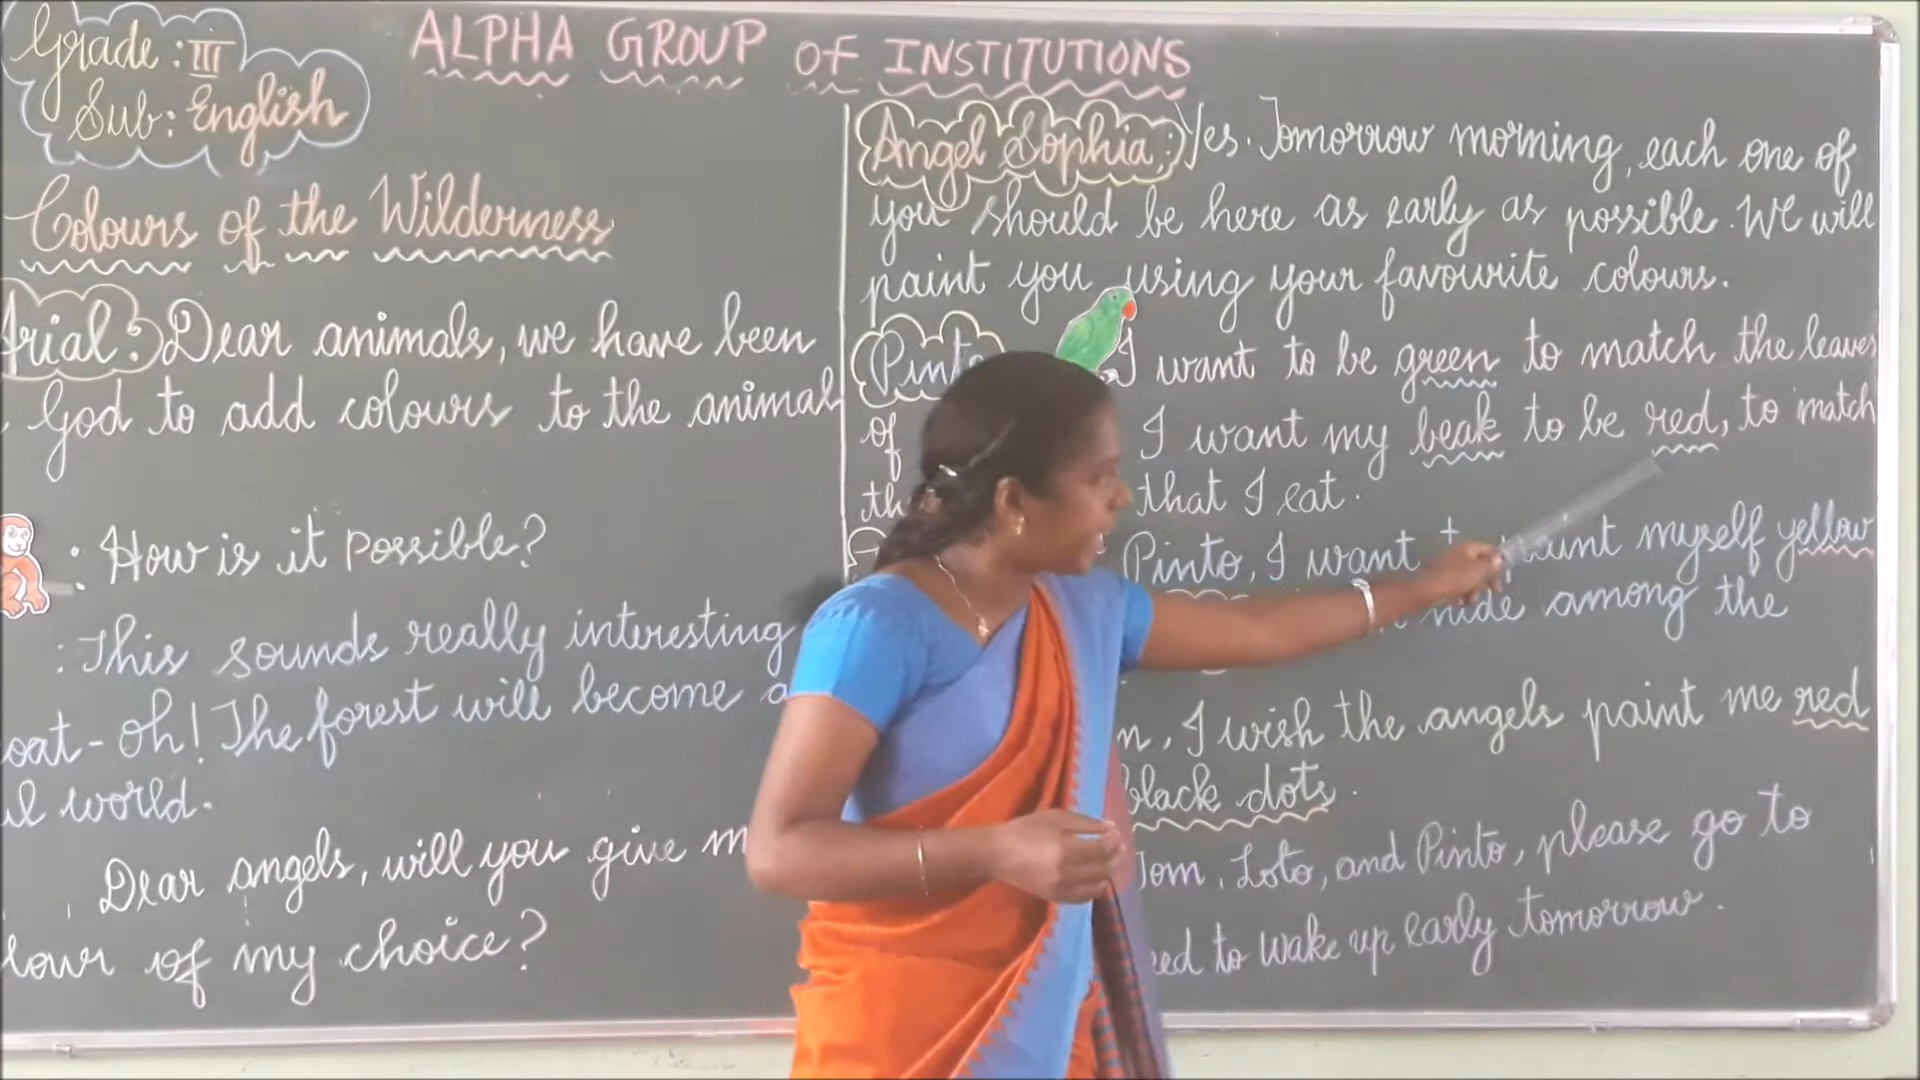 Grade : III
Sub : English
ALPHA GROUP OF INSTITUTIONS
Colours of the Wilderness
Arial : Dear animals, we have been
God to add colours to the animal
: How is it possible?
: This sounds really interesting
oat - oh! The forest will become a
world.
Dear angels, will you give m
lour of my choice?
Angel Sophia : Yes. Tomorrow morning, each one of
you should be here as early as possible. We will
paint you using your favourite colours.
Pinto I want to be green to match the leaves
of I want my beak to be red, to match
that I eat.
Pinto, I want myself yellow
hide among the
I wish the angels paint me red
black dots.
Tom, Loto, and Pinto, please go to
to wake up early tomorrow.